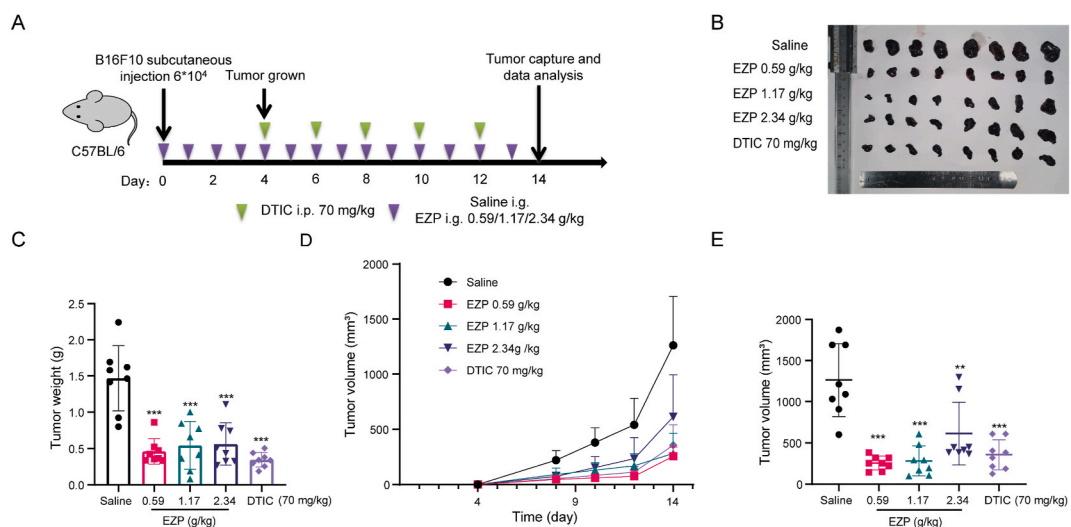 A
B16F10 subcutaneous
injection 6*10⁴
Tumor grown
Tumor capture and
data analysis
C57BL/6
Day: 0 2 4 6 8 10 12 14
DTIC i.p. 70 mg/kg
Saline i.g.
EZP i.g. 0.59/1.17/2.34 g/kg
B
Saline
EZP 0.59 g/kg
EZP 1.17 g/kg
EZP 2.34 g/kg
DTIC 70 mg/kg
C
Tumor weight (g)
2.5
2.0
1.5
1.0
0.5
0.0
*** *** *** ***
Saline 0.59 1.17 2.34 DTIC (70 mg/kg)
EZP (g/kg)
D
Tumor volume (mm³)
2000
1500
1000
500
0
Saline
EZP 0.59 g/kg
EZP 1.17 g/kg
EZP 2.34g /kg
DTIC 70 mg/kg
4 9 14
Time (day)
E
Tumor volume (mm³)
2000
1500
1000
500
0
*** *** ** ***
Saline 0.59 1.17 2.34 DTIC (70 mg/kg)
EZP (g/kg)